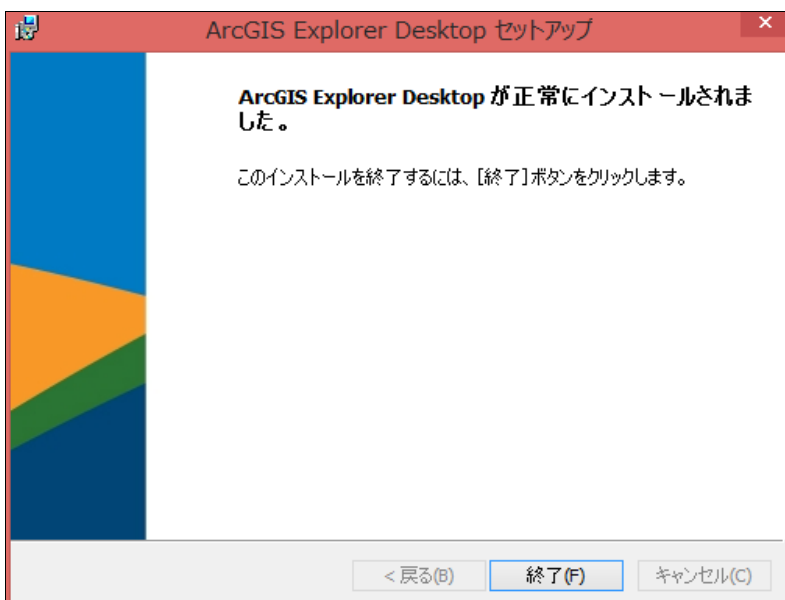 ArcGIS Explorer Desktop セットアップ
ArcGIS Explorer Desktop が正常にインストールされま
した。
このインストールを終了するには、[終了]ボタンをクリックします。
< 戻る(B) 終了(F) キャンセル(C)